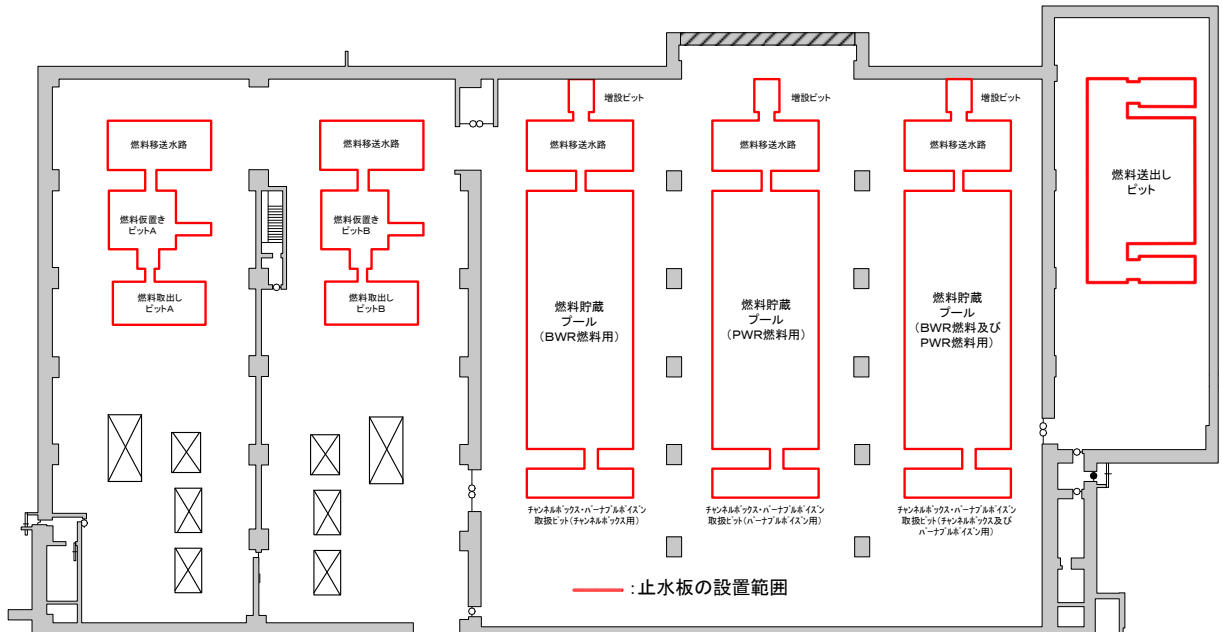 増設ピット
増設ピット
増設ピット
燃料移送水路
燃料移送水路
燃料移送水路
燃料移送水路
燃料移送水路
燃料送出し
ピット
燃料仮置き
ピットA
燃料仮置き
ピットB
燃料取出し
ピットA
燃料取出し
ピットB
燃料貯蔵
プール
(BWR燃料用)
燃料貯蔵
プール
(PWR燃料用)
燃料貯蔵
プール
(BWR燃料及び
PWR燃料用)
チャンネルボックス・バーナブルポイズン
取扱ピット(チャンネルボックス用)
チャンネルボックス・バーナブルポイズン
取扱ピット(バーナブルポイズン用)
チャンネルボックス・バーナブルポイズン
取扱ピット(チャンネルボックス及び
バーナブルポイズン用)
:止水板の設置範囲